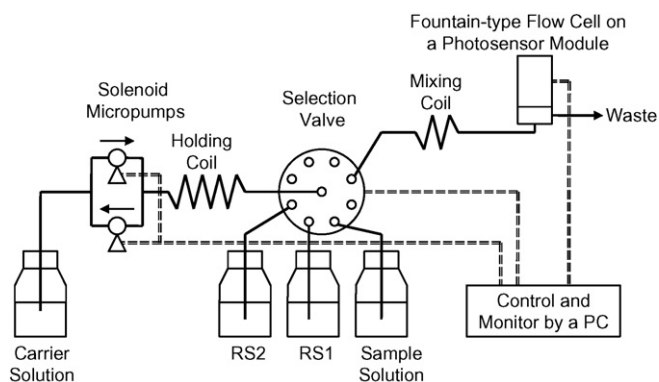 Fountain-type Flow Cell on
a Photosensor Module
Solenoid
Micropumps
Mixing
Coil
Selection
Valve
Holding
Coil
Waste
Control and
Monitor by a PC
Carrier
Solution
RS2
RS1
Sample
Solution